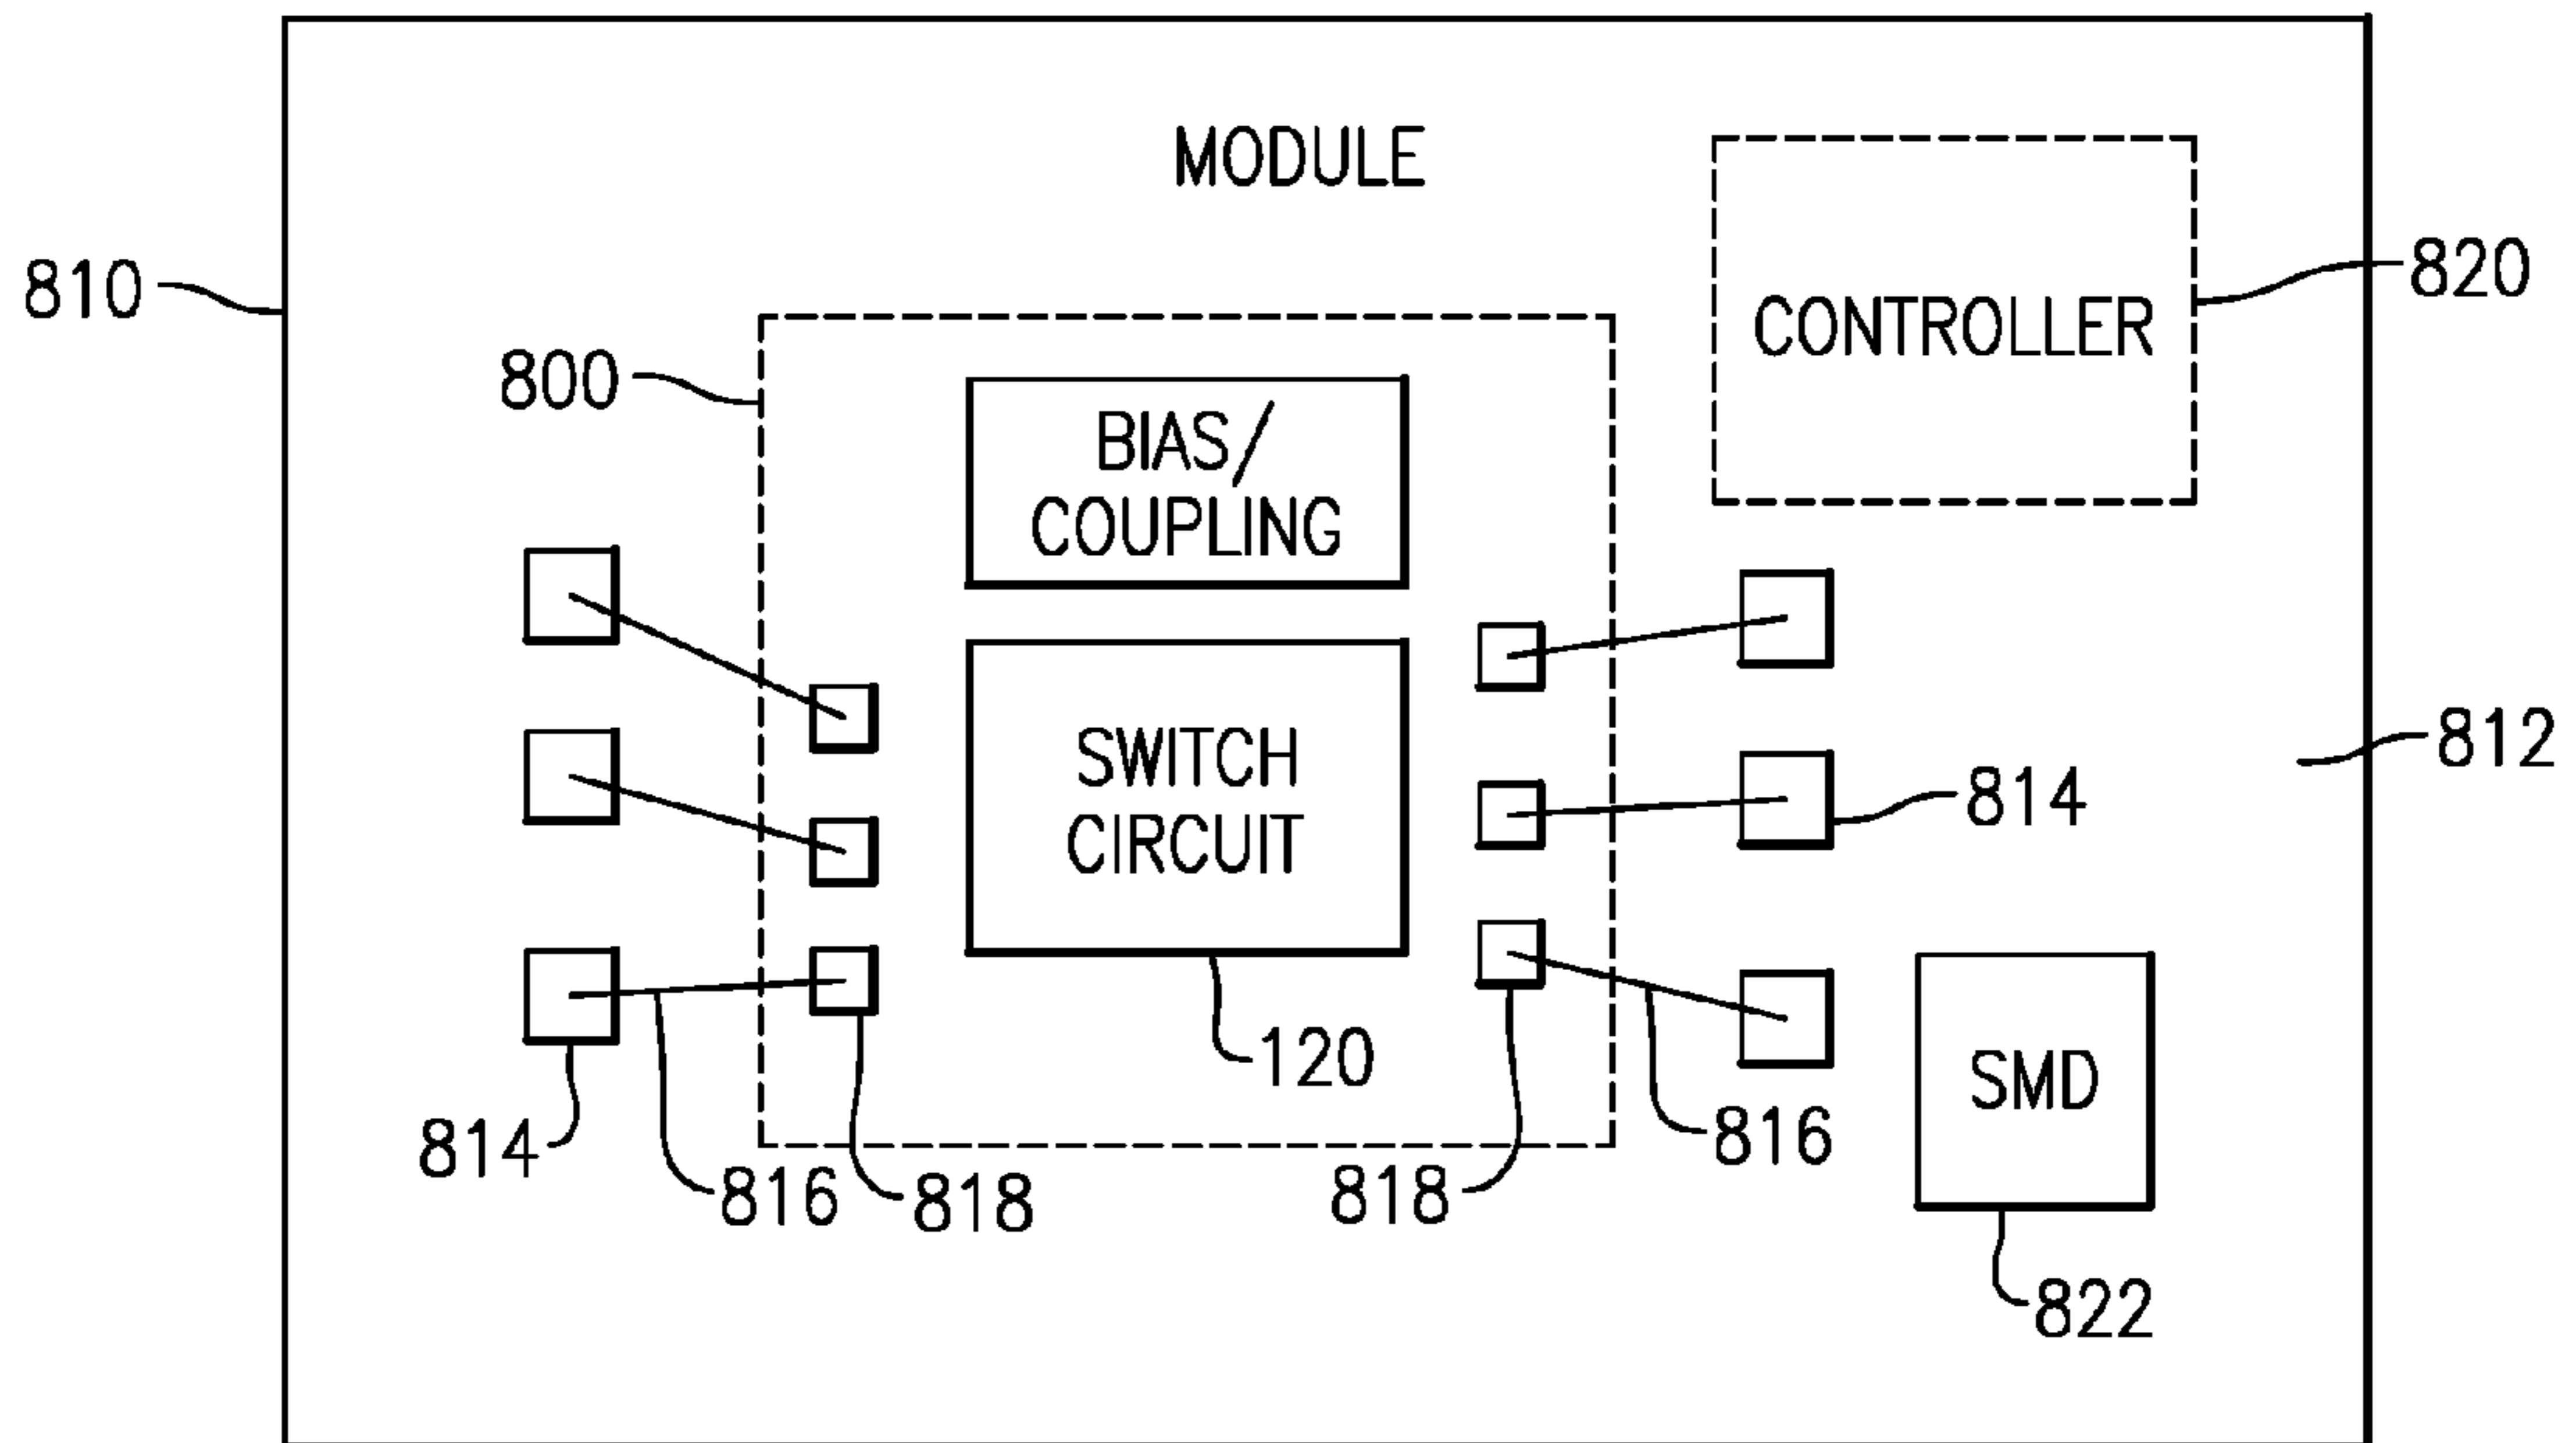 MODULE
810
820
CONTROLLER
800
BIAS/
COUPLING
812
SWITCH
CIRCUIT
814
120
SMD
814
816
818
818
816
822